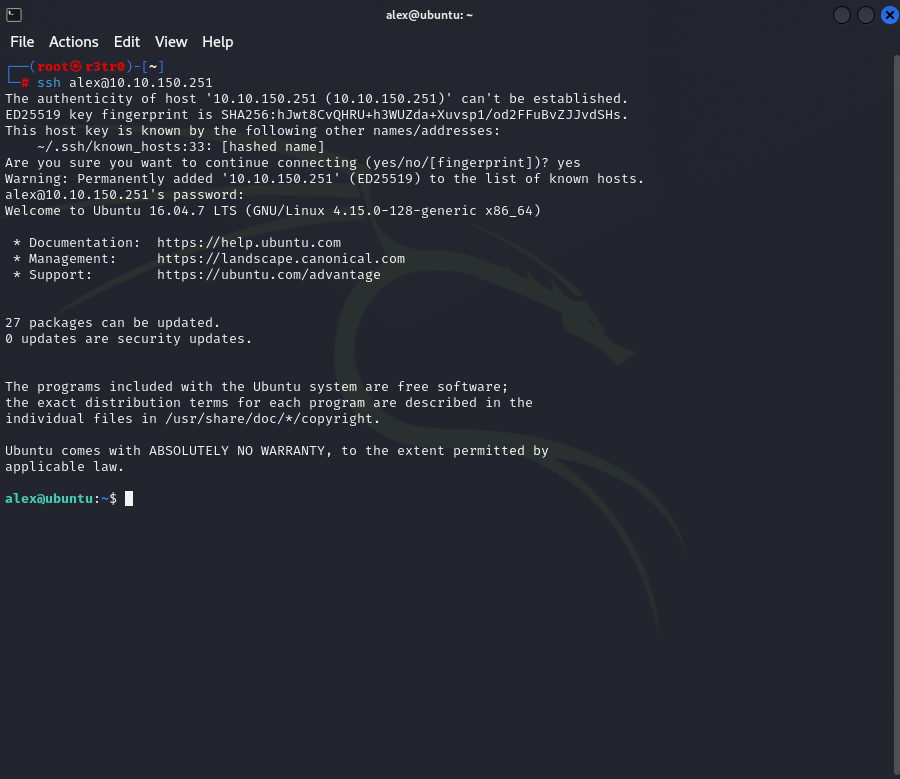 alex@ubuntu: ~
File Actions Edit View Help
┌──(root㉿r3tr0)-[~]
└─# ssh alex@10.10.150.251
The authenticity of host '10.10.150.251 (10.10.150.251)' can't be established.
ED25519 key fingerprint is SHA256:hJwt8CvQHRU+h3WUZda+Xuvsp1/od2FFuBvZJJvdSHs.
This host key is known by the following other names/addresses:
    ~/.ssh/known_hosts:33: [hashed name]
Are you sure you want to continue connecting (yes/no/[fingerprint])? yes
Warning: Permanently added '10.10.150.251' (ED25519) to the list of known hosts.
alex@10.10.150.251's password:
Welcome to Ubuntu 16.04.7 LTS (GNU/Linux 4.15.0-128-generic x86_64)
 * Documentation:  https://help.ubuntu.com
 * Management:     https://landscape.canonical.com
 * Support:        https://ubuntu.com/advantage
27 packages can be updated.
0 updates are security updates.
The programs included with the Ubuntu system are free software;
the exact distribution terms for each program are described in the
individual files in /usr/share/doc/*/copyright.
Ubuntu comes with ABSOLUTELY NO WARRANTY, to the extent permitted by
applicable law.
alex@ubuntu:~$